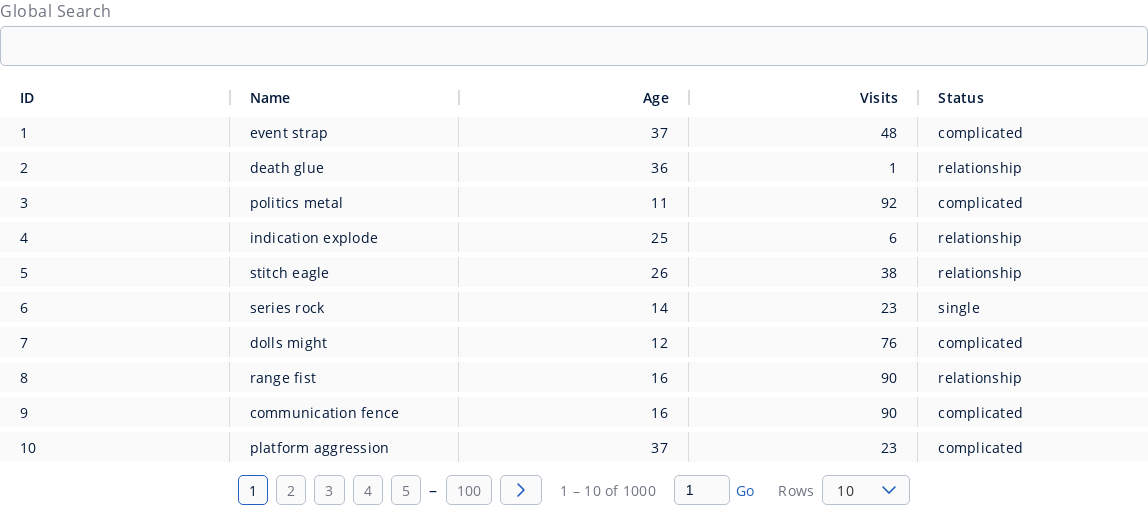 Global Search
ID Name Age Visits Status
1 event strap 37 48 complicated
2 death glue 36 1 relationship
3 politics metal 11 92 complicated
4 indication explode 25 6 relationship
5 stitch eagle 26 38 relationship
6 series rock 14 23 single
7 dolls might 12 76 complicated
8 range fist 16 90 relationship
9 communication fence 16 90 complicated
10 platform aggression 37 23 complicated
1 2 3 4 5 – 100 1 – 10 of 1000 1 Go Rows 10